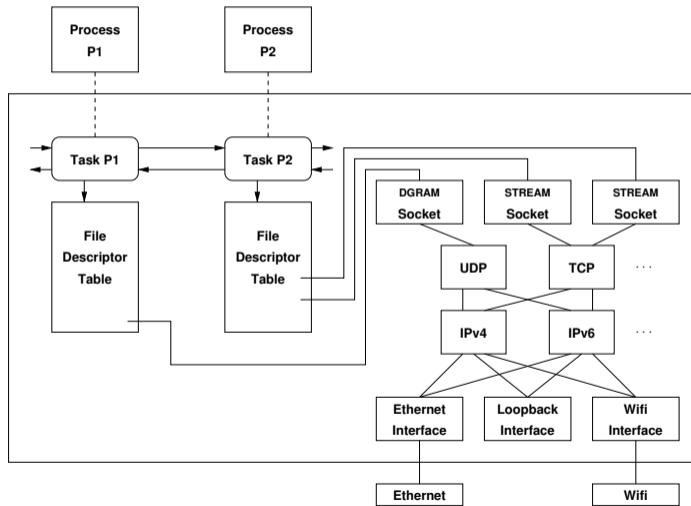 Process
P1
Process
P2
Task P1
Task P2
DGRAM
Socket
STREAM
Socket
STREAM
Socket
File
Descriptor
Table
File
Descriptor
Table
UDP
TCP
...
IPv4
IPv6
...
Ethernet
Interface
Loopback
Interface
Wifi
Interface
Ethernet
Wifi